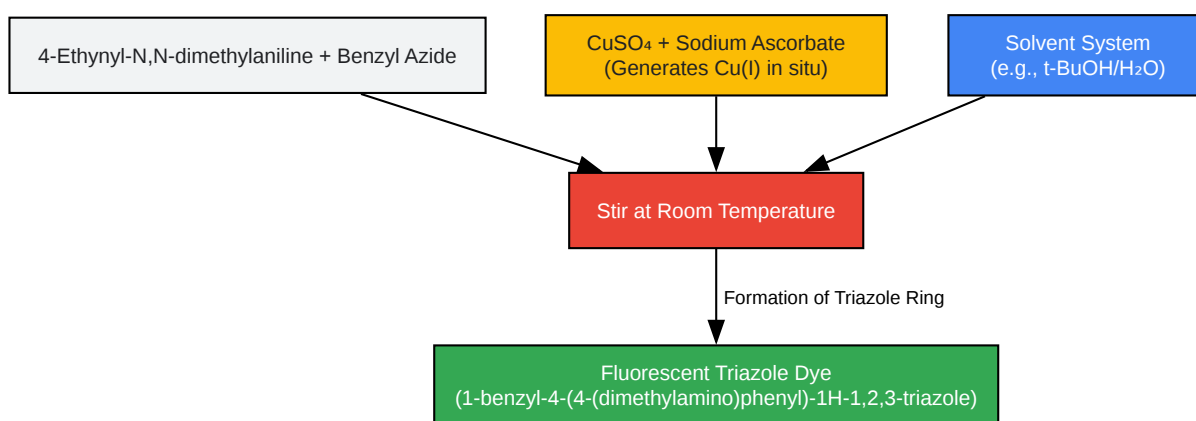 4-Ethynyl-N,N-dimethylaniline + Benzyl Azide
CuSO₄ + Sodium Ascorbate
(Generates Cu(I) in situ)
Solvent System
(e.g., t-BuOH/H₂O)
Stir at Room Temperature
Formation of Triazole Ring
Fluorescent Triazole Dye
(1-benzyl-4-(4-(dimethylamino)phenyl)-1H-1,2,3-triazole)